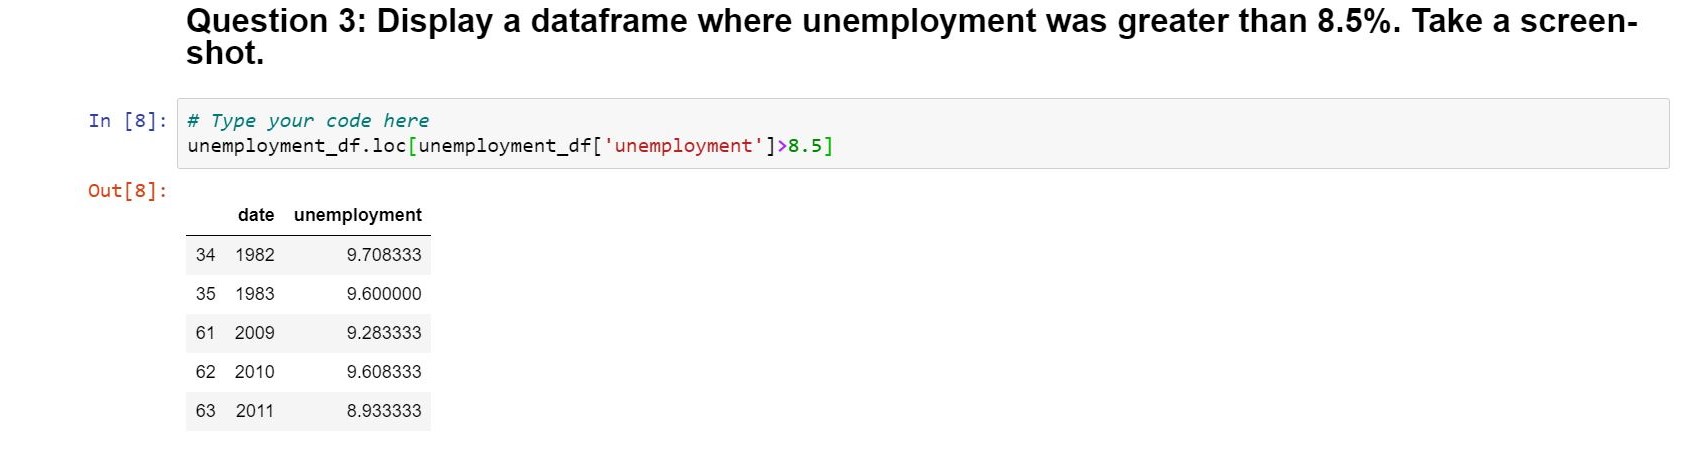 Question 3: Display a dataframe where unemployment was greater than 8.5%. Take a screen-
shot.
In [8]: # Type your code here
unemployment_df.loc[unemployment_df['unemployment']>8.5]
Out[8]:
date unemployment
34 1982 9.708333
35 1983 9.600000
61 2009 9.283333
62 2010 9.608333
63 2011 8.933333